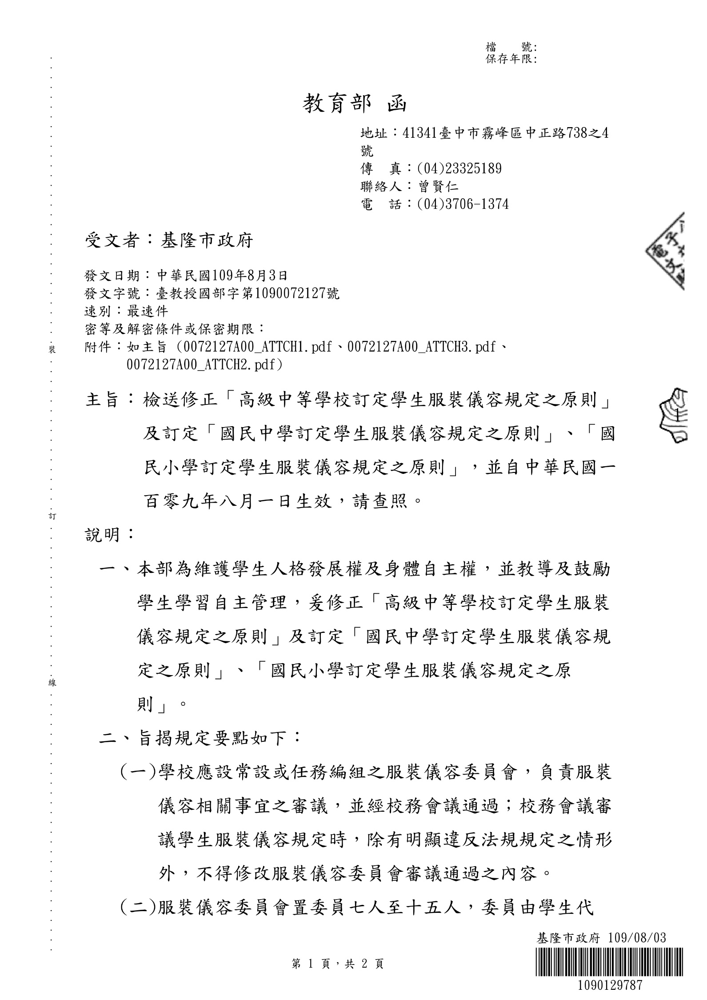 檔　　號:
保存年限:
教育部 函
地址：41341臺中市霧峰區中正路738之4
號
傳　真：(04)23325189
聯絡人：曾賢仁
電　話：(04)3706-1374
受文者：基隆市政府
發文日期：中華民國109年8月3日
發文字號：臺教授國部字第1090072127號
速別：最速件
密等及解密條件或保密期限：
附件：如主旨（0072127A00_ATTCH1.pdf、0072127A00_ATTCH3.pdf、
0072127A00_ATTCH2.pdf）
主旨：檢送修正「高級中等學校訂定學生服裝儀容規定之原則」
及訂定「國民中學訂定學生服裝儀容規定之原則」、「國
民小學訂定學生服裝儀容規定之原則」，並自中華民國一
百零九年八月一日生效，請查照。
說明：
一、本部為維護學生人格發展權及身體自主權，並教導及鼓勵
學生學習自主管理，爰修正「高級中等學校訂定學生服裝
儀容規定之原則」及訂定「國民中學訂定學生服裝儀容規
定之原則」、「國民小學訂定學生服裝儀容規定之原
則」。
二、旨揭規定要點如下：
(一)學校應設常設或任務編組之服裝儀容委員會，負責服裝
儀容相關事宜之審議，並經校務會議通過；校務會議審
議學生服裝儀容規定時，除有明顯違反法規規定之情形
外，不得修改服裝儀容委員會審議通過之內容。
(二)服裝儀容委員會置委員七人至十五人，委員由學生代
裝
訂
線
電子
文
1
基隆市政府 109/08/03
第 1 頁，共 2 頁
1090129787